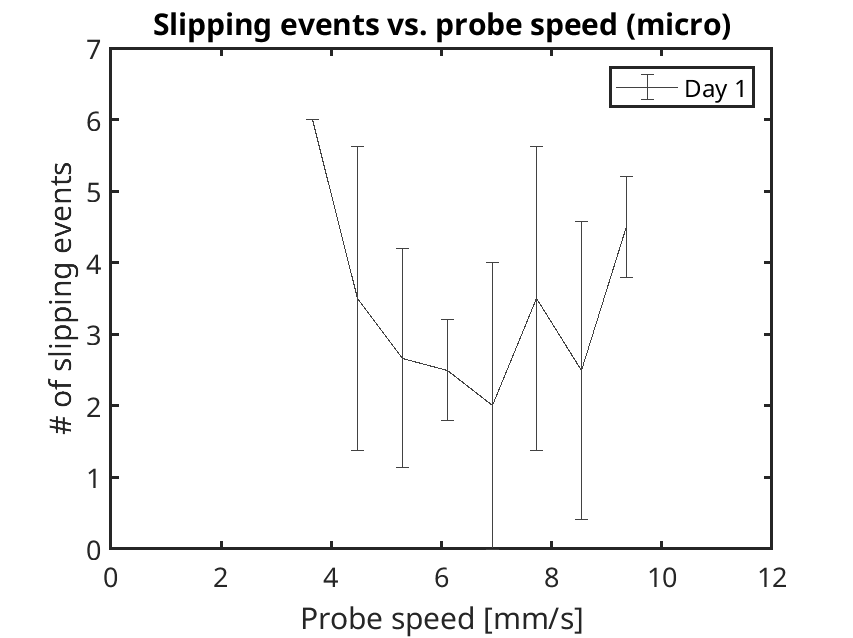 Slipping events vs. probe speed (micro)
Day 1
# of slipping events
7
6
5
4
3
2
1
0
0 2 4 6 8 10 12
Probe speed [mm/s]